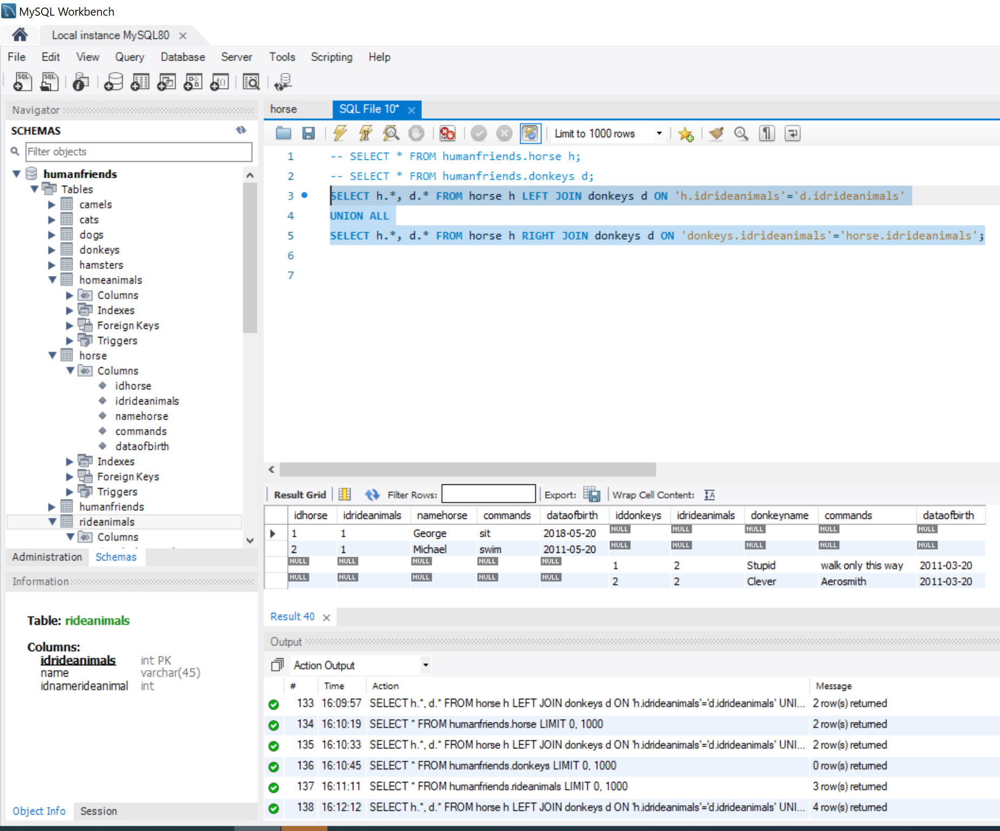 MySQL Workbench
Local instance MySQL80
File Edit View Query Database Server Tools Scripting Help
Navigator
SCHEMAS
Filter objects
humanfriends
Tables
camels
cats
dogs
donkeys
hamsters
homeanimals
Columns
Indexes
Foreign Keys
Triggers
horse
Columns
idhorse
idrideanimals
namehorse
commands
dataofbirth
Indexes
Foreign Keys
Triggers
humanfriends
rideanimals
Columns
Administration Schemas
Information
Table: rideanimals
Columns:
idrideanimals int PK
name varchar(45)
idnamerideanimal int
Object Info Session
horse SQL File 10*
Limit to 1000 rows
1 -- SELECT * FROM humanfriends.horse h;
2 -- SELECT * FROM humanfriends.donkeys d;
3 SELECT h.*, d.* FROM horse h LEFT JOIN donkeys d ON 'h.idrideanimals'='d.idrideanimals'
4 UNION ALL
5 SELECT h.*, d.* FROM horse h RIGHT JOIN donkeys d ON 'donkeys.idrideanimals'='horse.idrideanimals';
6
7
Result Grid Filter Rows: Export: Wrap Cell Content:
idhorse idrideanimals namehorse commands dataofbirth iddonkeys idrideanimals donkeyname commands dataofbirth
1 1 George sit 2018-05-20 NULL NULL NULL NULL NULL
2 1 Michael swim 2011-05-20 NULL NULL NULL NULL NULL
NULL NULL NULL NULL NULL 1 2 Stupid walk only this way 2011-03-20
NULL NULL NULL NULL NULL 2 2 Clever Aerosmith 2011-03-20
Result 40
Output
Action Output
# Time Action Message
133 16:09:57 SELECT h.*, d.* FROM horse h LEFT JOIN donkeys d ON 'h.idrideanimals'='d.idrideanimals' UNI... 2 row(s) returned
134 16:10:19 SELECT * FROM humanfriends.horse LIMIT 0, 1000 2 row(s) returned
135 16:10:33 SELECT h.*, d.* FROM horse h LEFT JOIN donkeys d ON 'h.idrideanimals'='d.idrideanimals' UNI... 2 row(s) returned
136 16:10:45 SELECT * FROM humanfriends.donkeys LIMIT 0, 1000 0 row(s) returned
137 16:11:11 SELECT * FROM humanfriends.rideanimals LIMIT 0, 1000 3 row(s) returned
138 16:12:12 SELECT h.*, d.* FROM horse h LEFT JOIN donkeys d ON 'h.idrideanimals'='d.idrideanimals' UNI... 4 row(s) returned